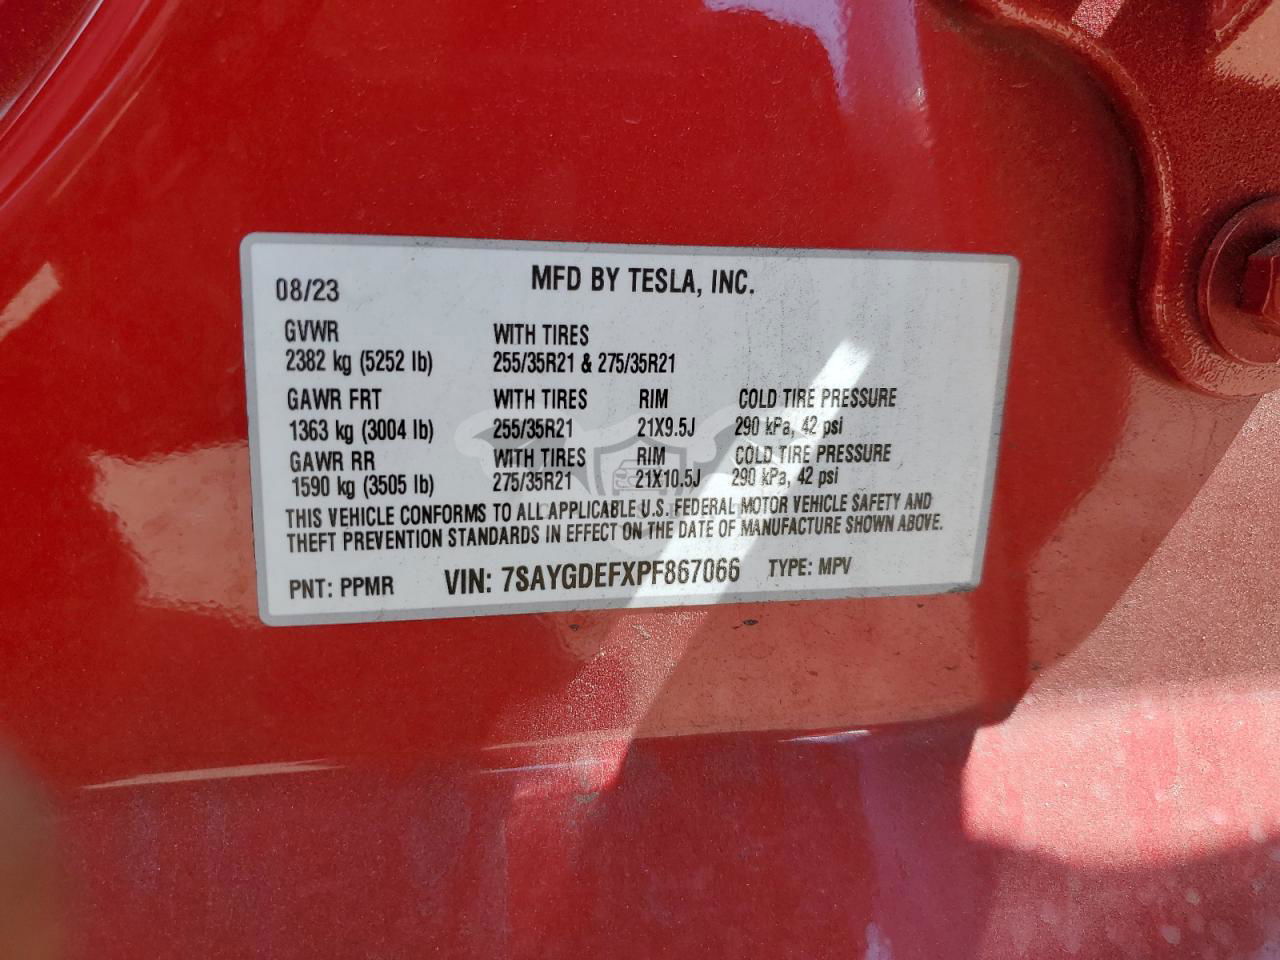 08/23 MFD BY TESLA, INC.
GVWR WITH TIRES
2382 kg (5252 lb) 255/35R21 & 275/35R21
GAWR FRT WITH TIRES RIM COLD TIRE PRESSURE
1363 kg (3004 lb) 255/35R21 21X9.5J 290 kPa, 42 psi
GAWR RR WITH TIRES RIM COLD TIRE PRESSURE
1590 kg (3505 lb) 275/35R21 21X10.5J 290 kPa, 42 psi
THIS VEHICLE CONFORMS TO ALL APPLICABLE U.S. FEDERAL MOTOR VEHICLE SAFETY AND
THEFT PREVENTION STANDARDS IN EFFECT ON THE DATE OF MANUFACTURE SHOWN ABOVE.
PNT: PPMR VIN: 7SAYGDEFXPF867066 TYPE: MPV